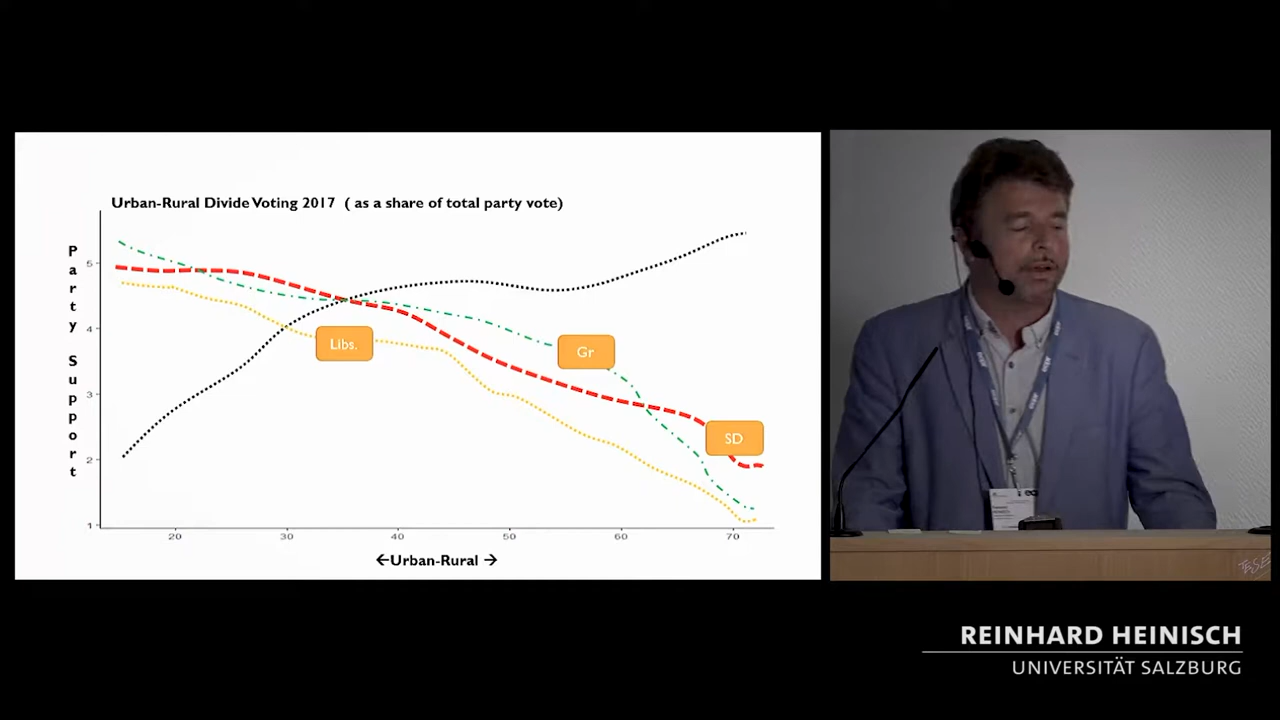 Urban-Rural Divide Voting 2017 ( as a share of total party vote)
Party Support
5
4
3
2
1
Libs.
Gr
SD
20 30 40 50 60 70
←Urban-Rural →
REINHARD HEINISCH
UNIVERSITÄT SALZBURG